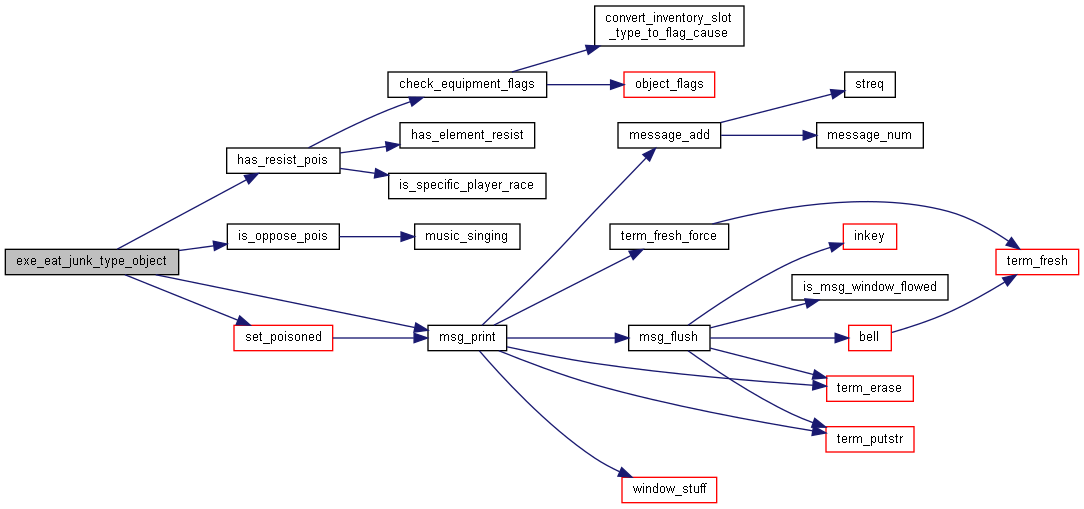 convert_inventory_slot
_type_to_flag_cause
check_equipment_flags
object_flags
streq
message_add
message_num
has_element_resist
has_resist_pois
is_specific_player_race
is_oppose_pois
music_singing
term_fresh_force
inkey
exe_eat_junk_type_object
term_fresh
is_msg_window_flowed
set_poisoned
msg_print
msg_flush
bell
term_erase
term_putstr
window_stuff